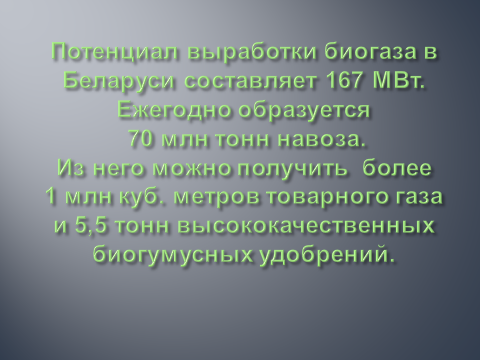 Потенциал выработки биогаза в
Беларуси составляет 167 МВт.
Ежегодно образуется
70 млн тонн навоза.
Из него можно получить более
1 млн куб. метров товарного газа
и 5,5 тонн высококачественных
биогумусных удобрений.